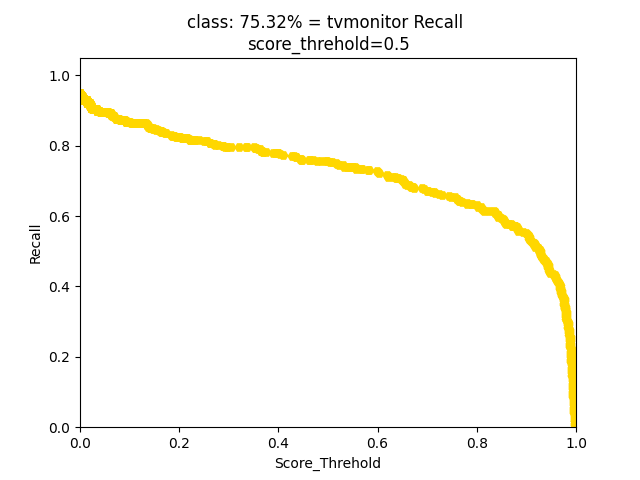 class: 75.32% = tvmonitor Recall
score_threhold=0.5
1.0
0.8
0.6
0.4
0.2
0.0
Recall
0.0 0.2 0.4 0.6 0.8 1.0
Score_Threhold